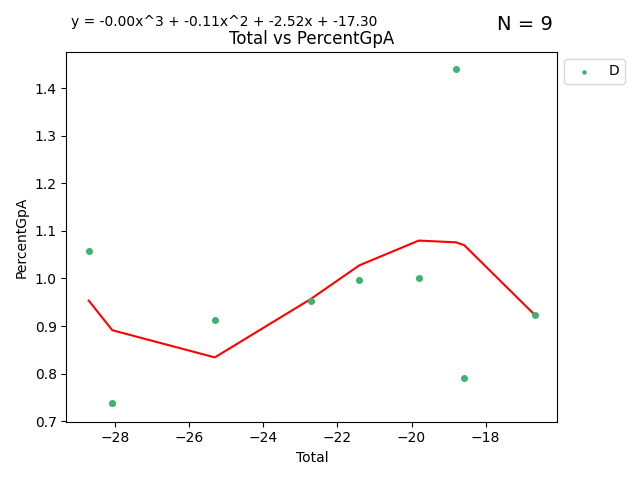 y = -0.00x^3 + -0.11x^2 + -2.52x + -17.30
N = 9
Total vs PercentGpA
D
PercentGpA
1.4
1.3
1.2
1.1
1.0
0.9
0.8
0.7
−28
−26
−24
−22
−20
−18
Total